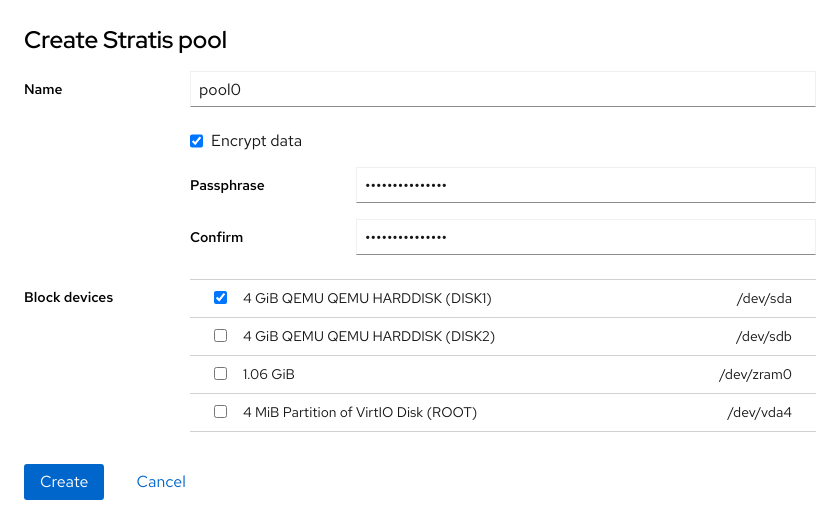 Create Stratis pool
Name
pool0
Encrypt data
Passphrase
•••••••••••••••
Confirm
•••••••••••••••
Block devices
4 GiB QEMU QEMU HARDDISK (DISK1) /dev/sda
4 GiB QEMU QEMU HARDDISK (DISK2) /dev/sdb
1.06 GiB /dev/zram0
4 MiB Partition of VirtIO Disk (ROOT) /dev/vda4
Create Cancel